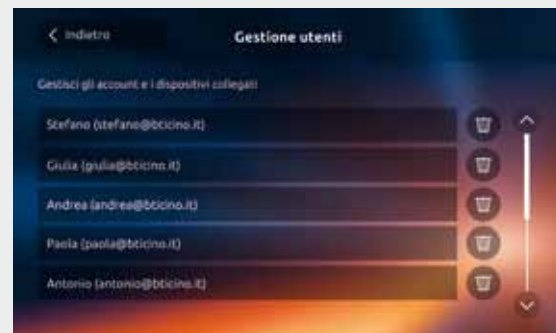 Indietro
Gestione utenti
Gestisci gli account e i dispositivi collegati
Stefano (stefano@bticino.it)
Giulia (giulia@bticino.it)
Andrea (andrea@bticino.it)
Paola (paola@bticino.it)
Antonio (antonio@bticino.it)